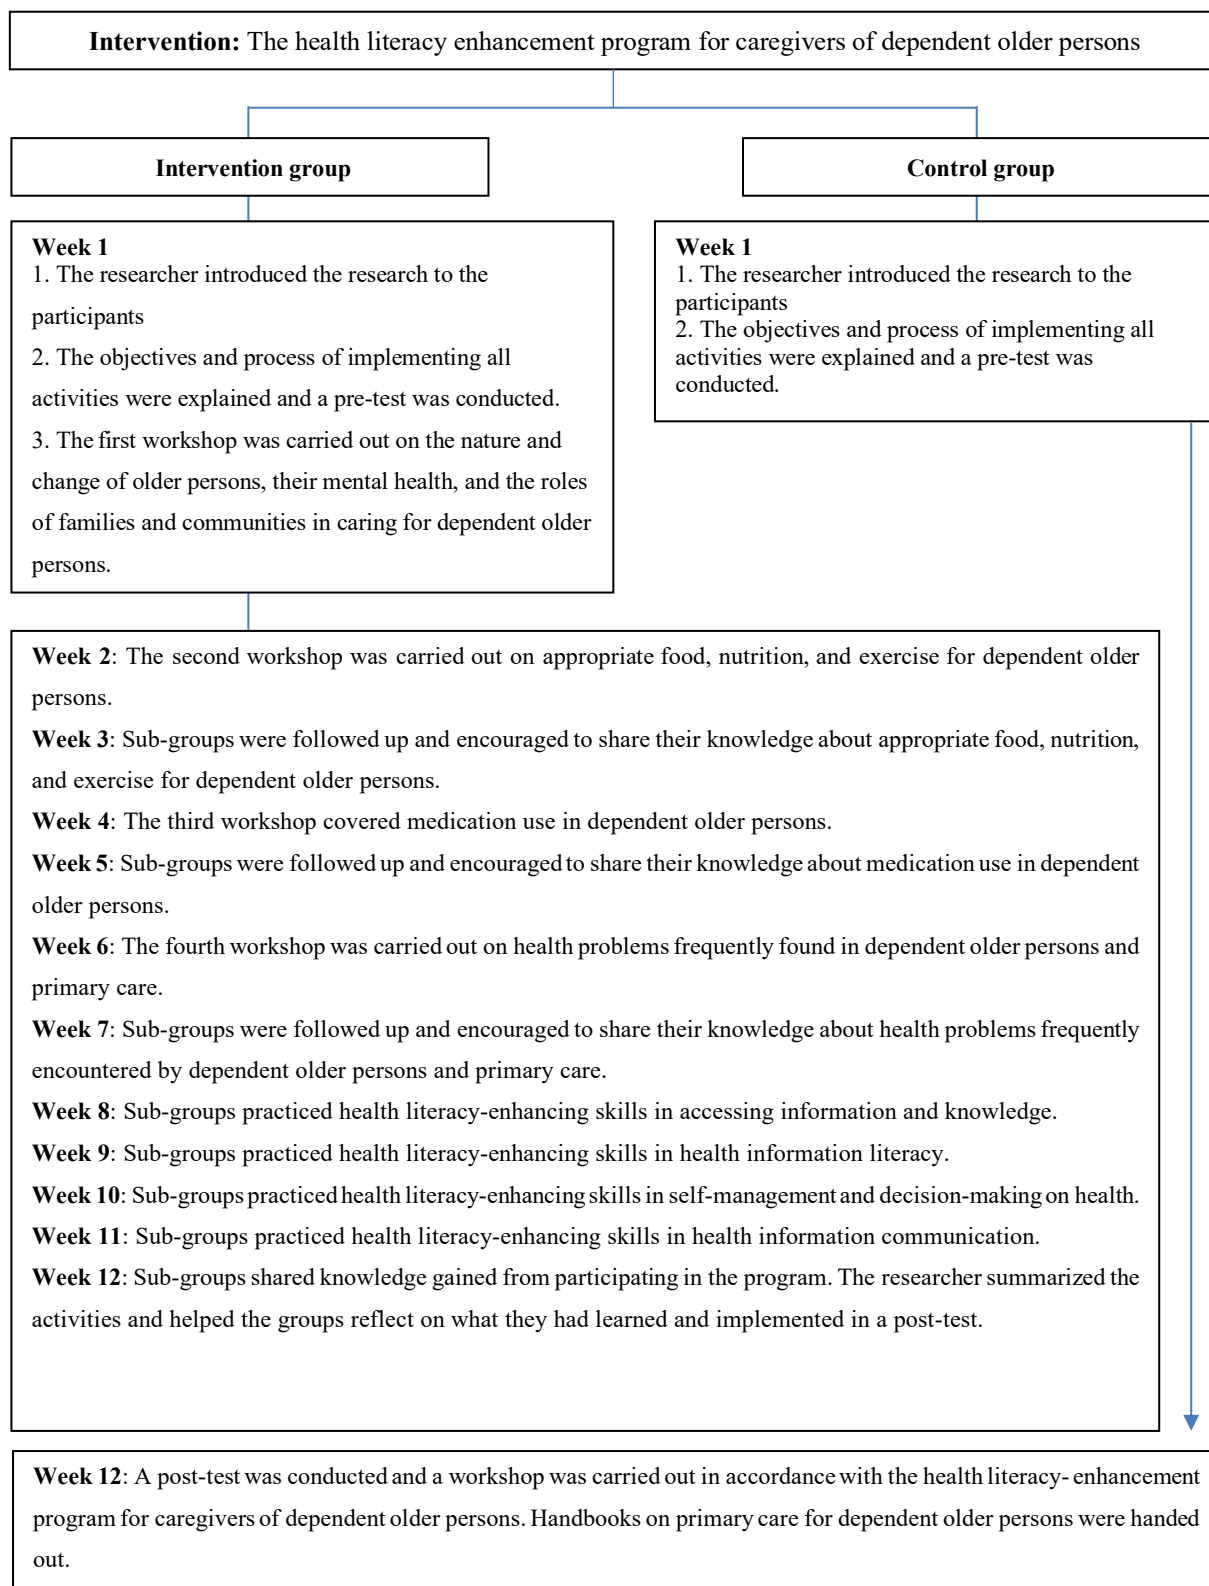 Intervention: The health literacy enhancement program for caregivers of dependent older persons
Intervention group
Control group
Week 1
1. The researcher introduced the research to the
participants
2. The objectives and process of implementing all
activities were explained and a pre-test was conducted.
3. The first workshop was carried out on the nature and
change of older persons, their mental health, and the roles
of families and communities in caring for dependent older
persons.
Week 1
1. The researcher introduced the research to the
participants
2. The objectives and process of implementing all
activities were explained and a pre-test was
conducted.
Week 2: The second workshop was carried out on appropriate food, nutrition, and exercise for dependent older
persons.
Week 3: Sub-groups were followed up and encouraged to share their knowledge about appropriate food, nutrition,
and exercise for dependent older persons.
Week 4: The third workshop covered medication use in dependent older persons.
Week 5: Sub-groups were followed up and encouraged to share their knowledge about medication use in dependent
older persons.
Week 6: The fourth workshop was carried out on health problems frequently found in dependent older persons and
primary care.
Week 7: Sub-groups were followed up and encouraged to share their knowledge about health problems frequently
encountered by dependent older persons and primary care.
Week 8: Sub-groups practiced health literacy-enhancing skills in accessing information and knowledge.
Week 9: Sub-groups practiced health literacy-enhancing skills in health information literacy.
Week 10: Sub-groups practiced health literacy-enhancing skills in self-management and decision-making on health.
Week 11: Sub-groups practiced health literacy-enhancing skills in health information communication.
Week 12: Sub-groups shared knowledge gained from participating in the program. The researcher summarized the
activities and helped the groups reflect on what they had learned and implemented in a post-test.
Week 12: A post-test was conducted and a workshop was carried out in accordance with the health literacy- enhancement
program for caregivers of dependent older persons. Handbooks on primary care for dependent older persons were handed
out.